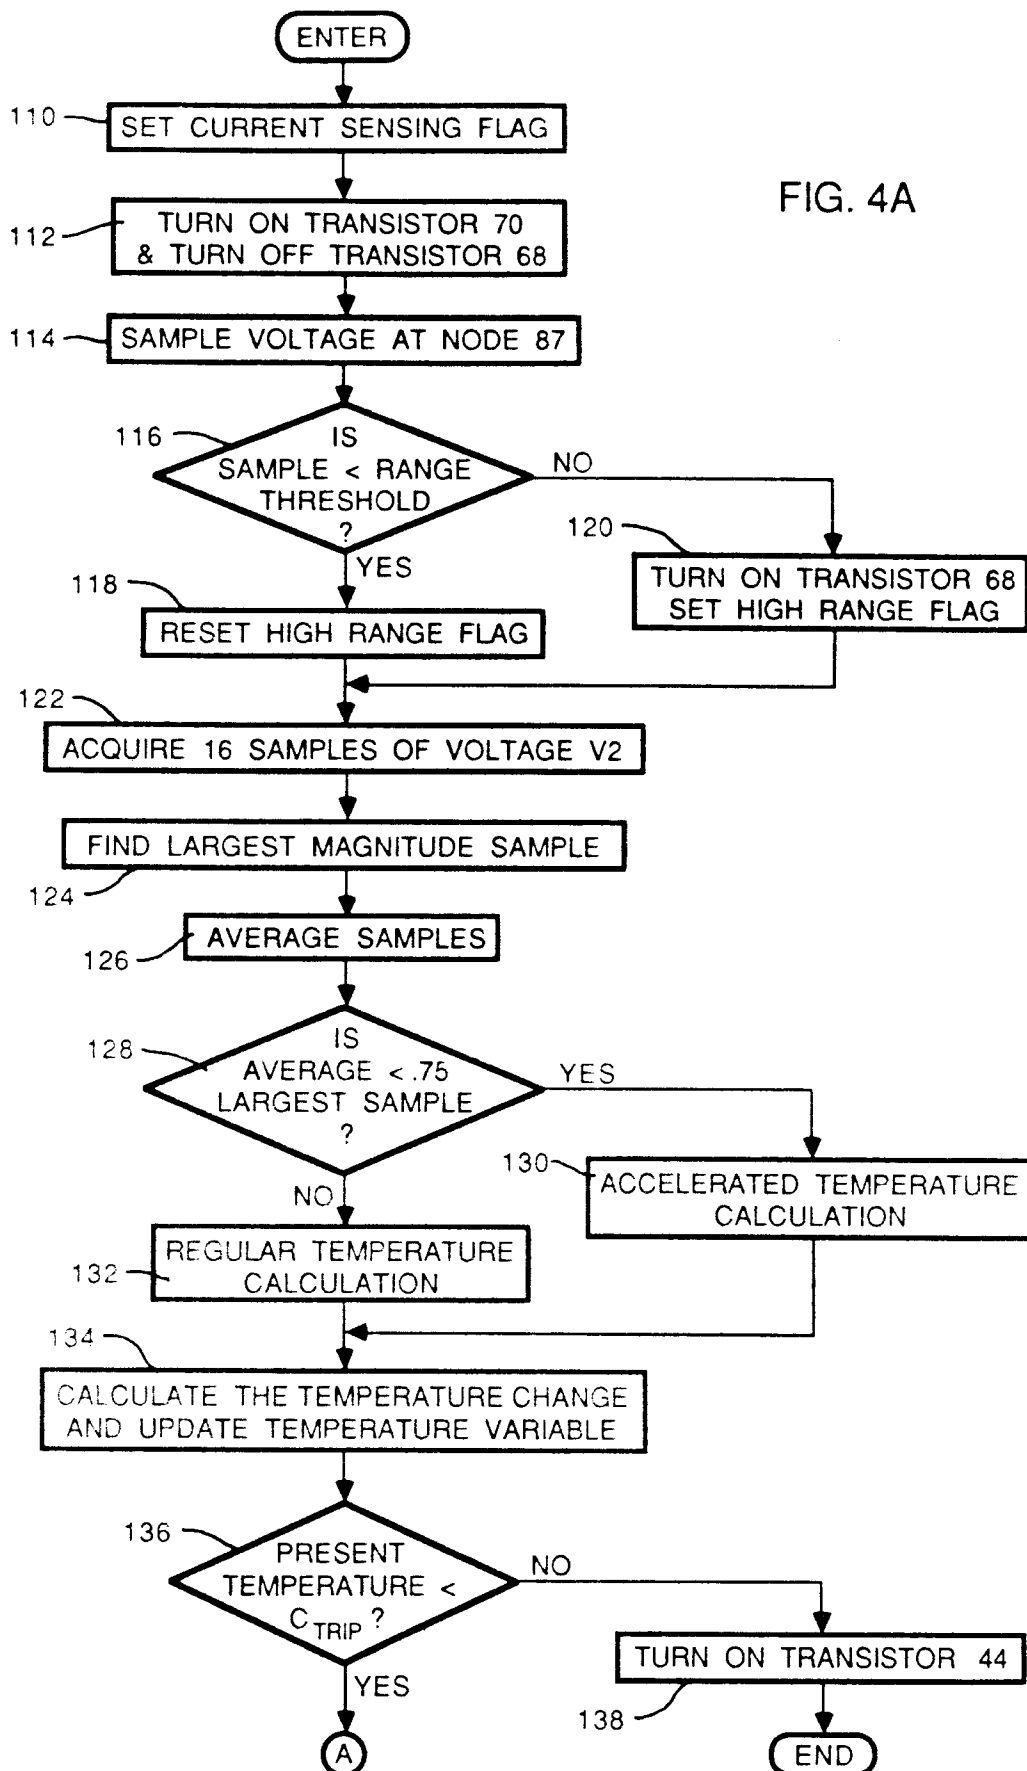 ENTER
110
SET CURRENT SENSING FLAG
FIG. 4A
112
TURN ON TRANSISTOR 70
& TURN OFF TRANSISTOR 68
114
SAMPLE VOLTAGE AT NODE 87
116
IS
SAMPLE < RANGE
THRESHOLD
?
NO
YES
120
TURN ON TRANSISTOR 68
SET HIGH RANGE FLAG
118
RESET HIGH RANGE FLAG
122
ACQUIRE 16 SAMPLES OF VOLTAGE V2
FIND LARGEST MAGNITUDE SAMPLE
124
AVERAGE SAMPLES
126
128
IS
AVERAGE < .75
LARGEST SAMPLE
?
YES
NO
130
ACCELERATED TEMPERATURE
CALCULATION
REGULAR TEMPERATURE
CALCULATION
132
134
CALCULATE THE TEMPERATURE CHANGE
AND UPDATE TEMPERATURE VARIABLE
136
PRESENT
TEMPERATURE <
C TRIP ?
NO
YES
TURN ON TRANSISTOR 44
138
A
END